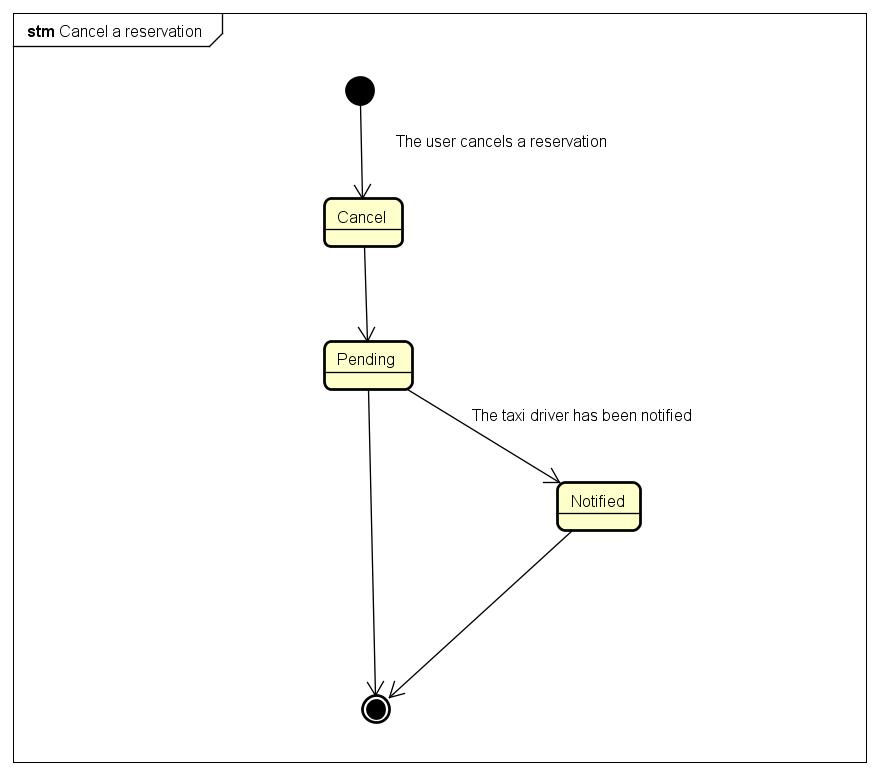 stm Cancel a reservation
The user cancels a reservation
Cancel
Pending
The taxi driver has been notified
Notified